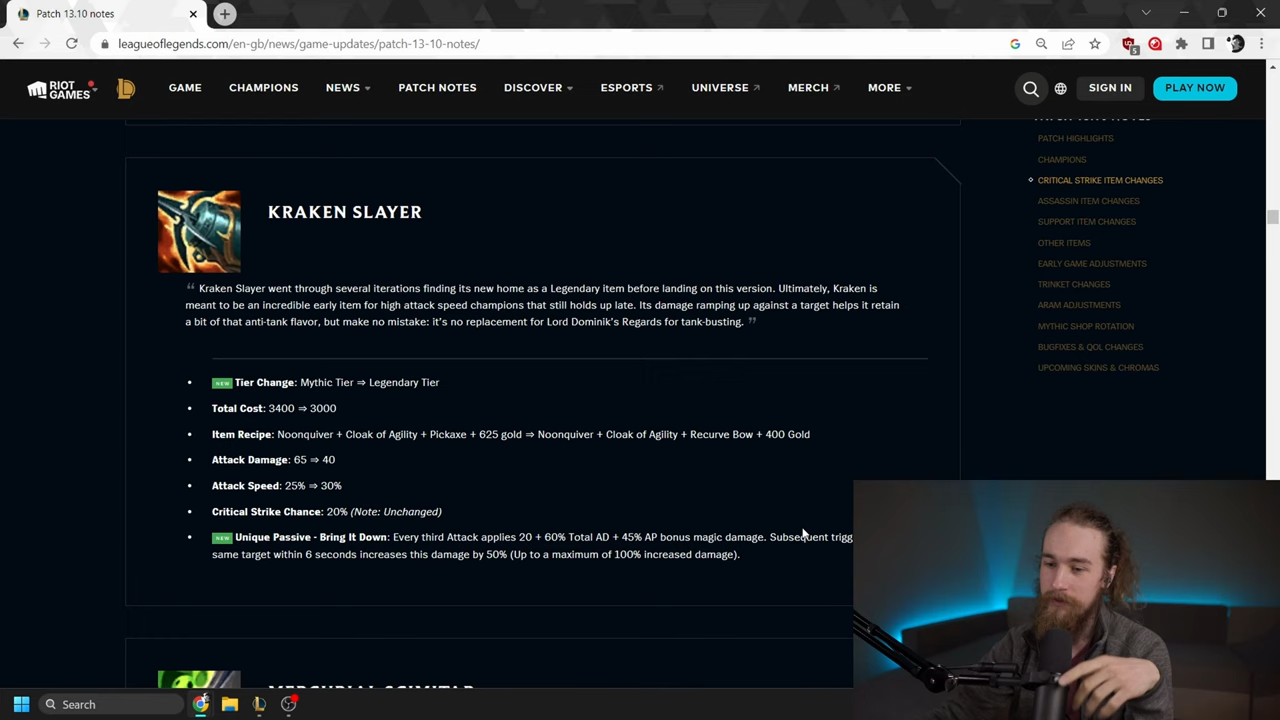 Patch 13.10 notes
leagueoflegends.com/en-gb/news/game-updates/patch-13-10-notes/
5
RIOT GAMES
GAME
CHAMPIONS
NEWS
PATCH NOTES
DISCOVER
ESPORTS
UNIVERSE
MERCH
MORE
SIGN IN
PLAY NOW
PATCH HIGHLIGHTS
CHAMPIONS
CRITICAL STRIKE ITEM CHANGES
ASSASSIN ITEM CHANGES
SUPPORT ITEM CHANGES
OTHER ITEMS
EARLY GAME ADJUSTMENTS
TRINKET CHANGES
ARAM ADJUSTMENTS
MYTHIC SHOP ROTATION
BUGFIXES & QOL CHANGES
UPCOMING SKINS & CHROMAS
KRAKEN SLAYER
“ Kraken Slayer went through several iterations finding its new home as a Legendary item before landing on this version. Ultimately, Kraken is
meant to be an incredible early item for high attack speed champions that still holds up late. Its damage ramping up against a target helps it retain
a bit of that anti-tank flavor, but make no mistake: it's no replacement for Lord Dominik's Regards for tank-busting. ”
• NEW Tier Change: Mythic Tier ⇒ Legendary Tier
• Total Cost: 3400 ⇒ 3000
• Item Recipe: Noonquiver + Cloak of Agility + Pickaxe + 625 gold ⇒ Noonquiver + Cloak of Agility + Recurve Bow + 400 Gold
• Attack Damage: 65 ⇒ 40
• Attack Speed: 25% ⇒ 30%
• Critical Strike Chance: 20% (Note: Unchanged)
• NEW Unique Passive - Bring It Down: Every third Attack applies 20 + 60% Total AD + 45% AP bonus magic damage. Subsequent
same target within 6 seconds increases this damage by 50% (Up to a maximum of 100% increased damage).
MERCURIAL SCIMITAR
Search